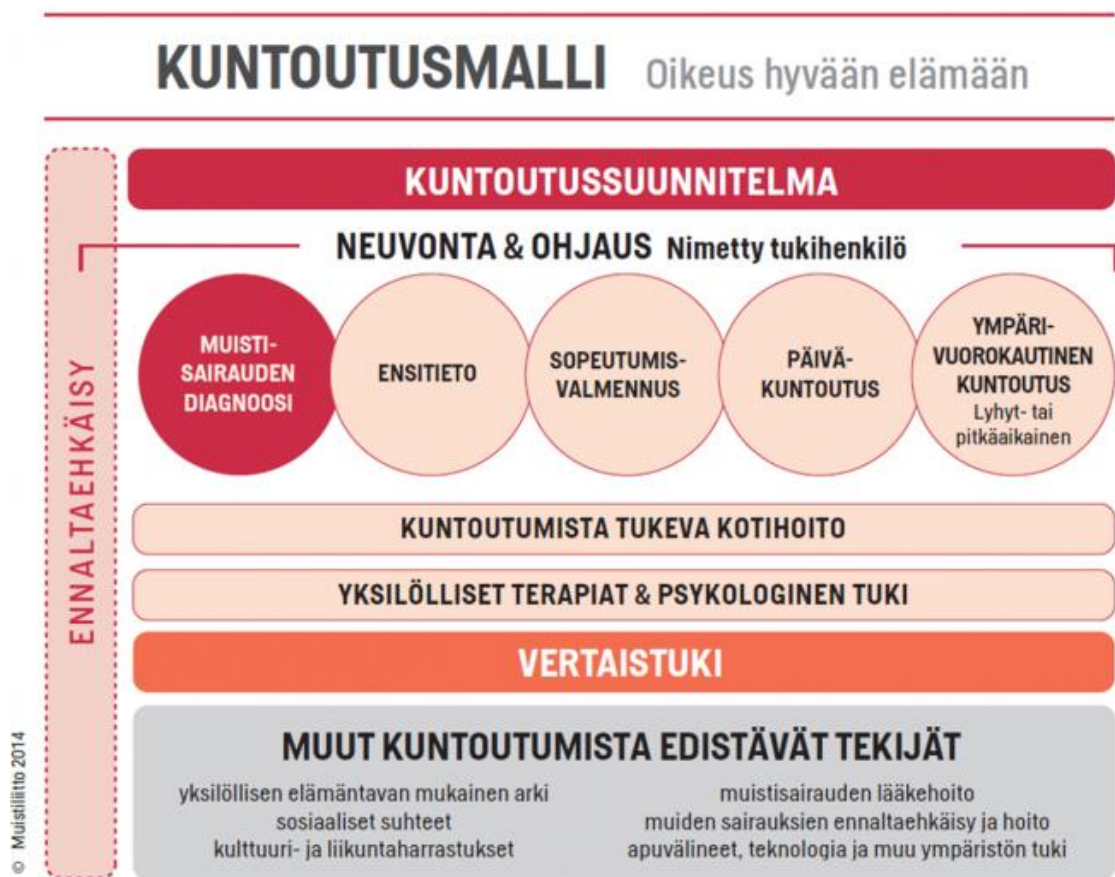 KUNTOUTUSMALLI Oikeus hyvään elämään
ENNALTAEHKÄISY
KUNTOUTUSSUUNNITELMA
NEUVONTA & OHJAUS Nimetty tukihenkilö
MUISTI-
SAIRAUDEN
DIAGNOOSI
ENSITIETO
SOPEUTUMIS-
VALMENNUS
PÄIVÄ-
KUNTOUTUS
YMPÄRI-
VUOROKAUTINEN
KUNTOUTUS
Lyhyt- tai
pitkäaikainen
KUNTOUTUMISTA TUKEVA KOTIHOITO
YKSILÖLLISET TERAPIAT & PSYKOLOGINEN TUKI
VERTAISTUKI
MUUT KUNTOUTUMISTA EDISTÄVÄT TEKIJÄT
yksilöllisen elämäntavan mukainen arki
sosiaaliset suhteet
kulttuuri- ja liikuntaharrastukset
muistisairauden lääkehoito
muiden sairauksien ennaltaehkäisy ja hoito
apuvälineet, teknologia ja muu ympäristön tuki
© Muistiliitto 2014